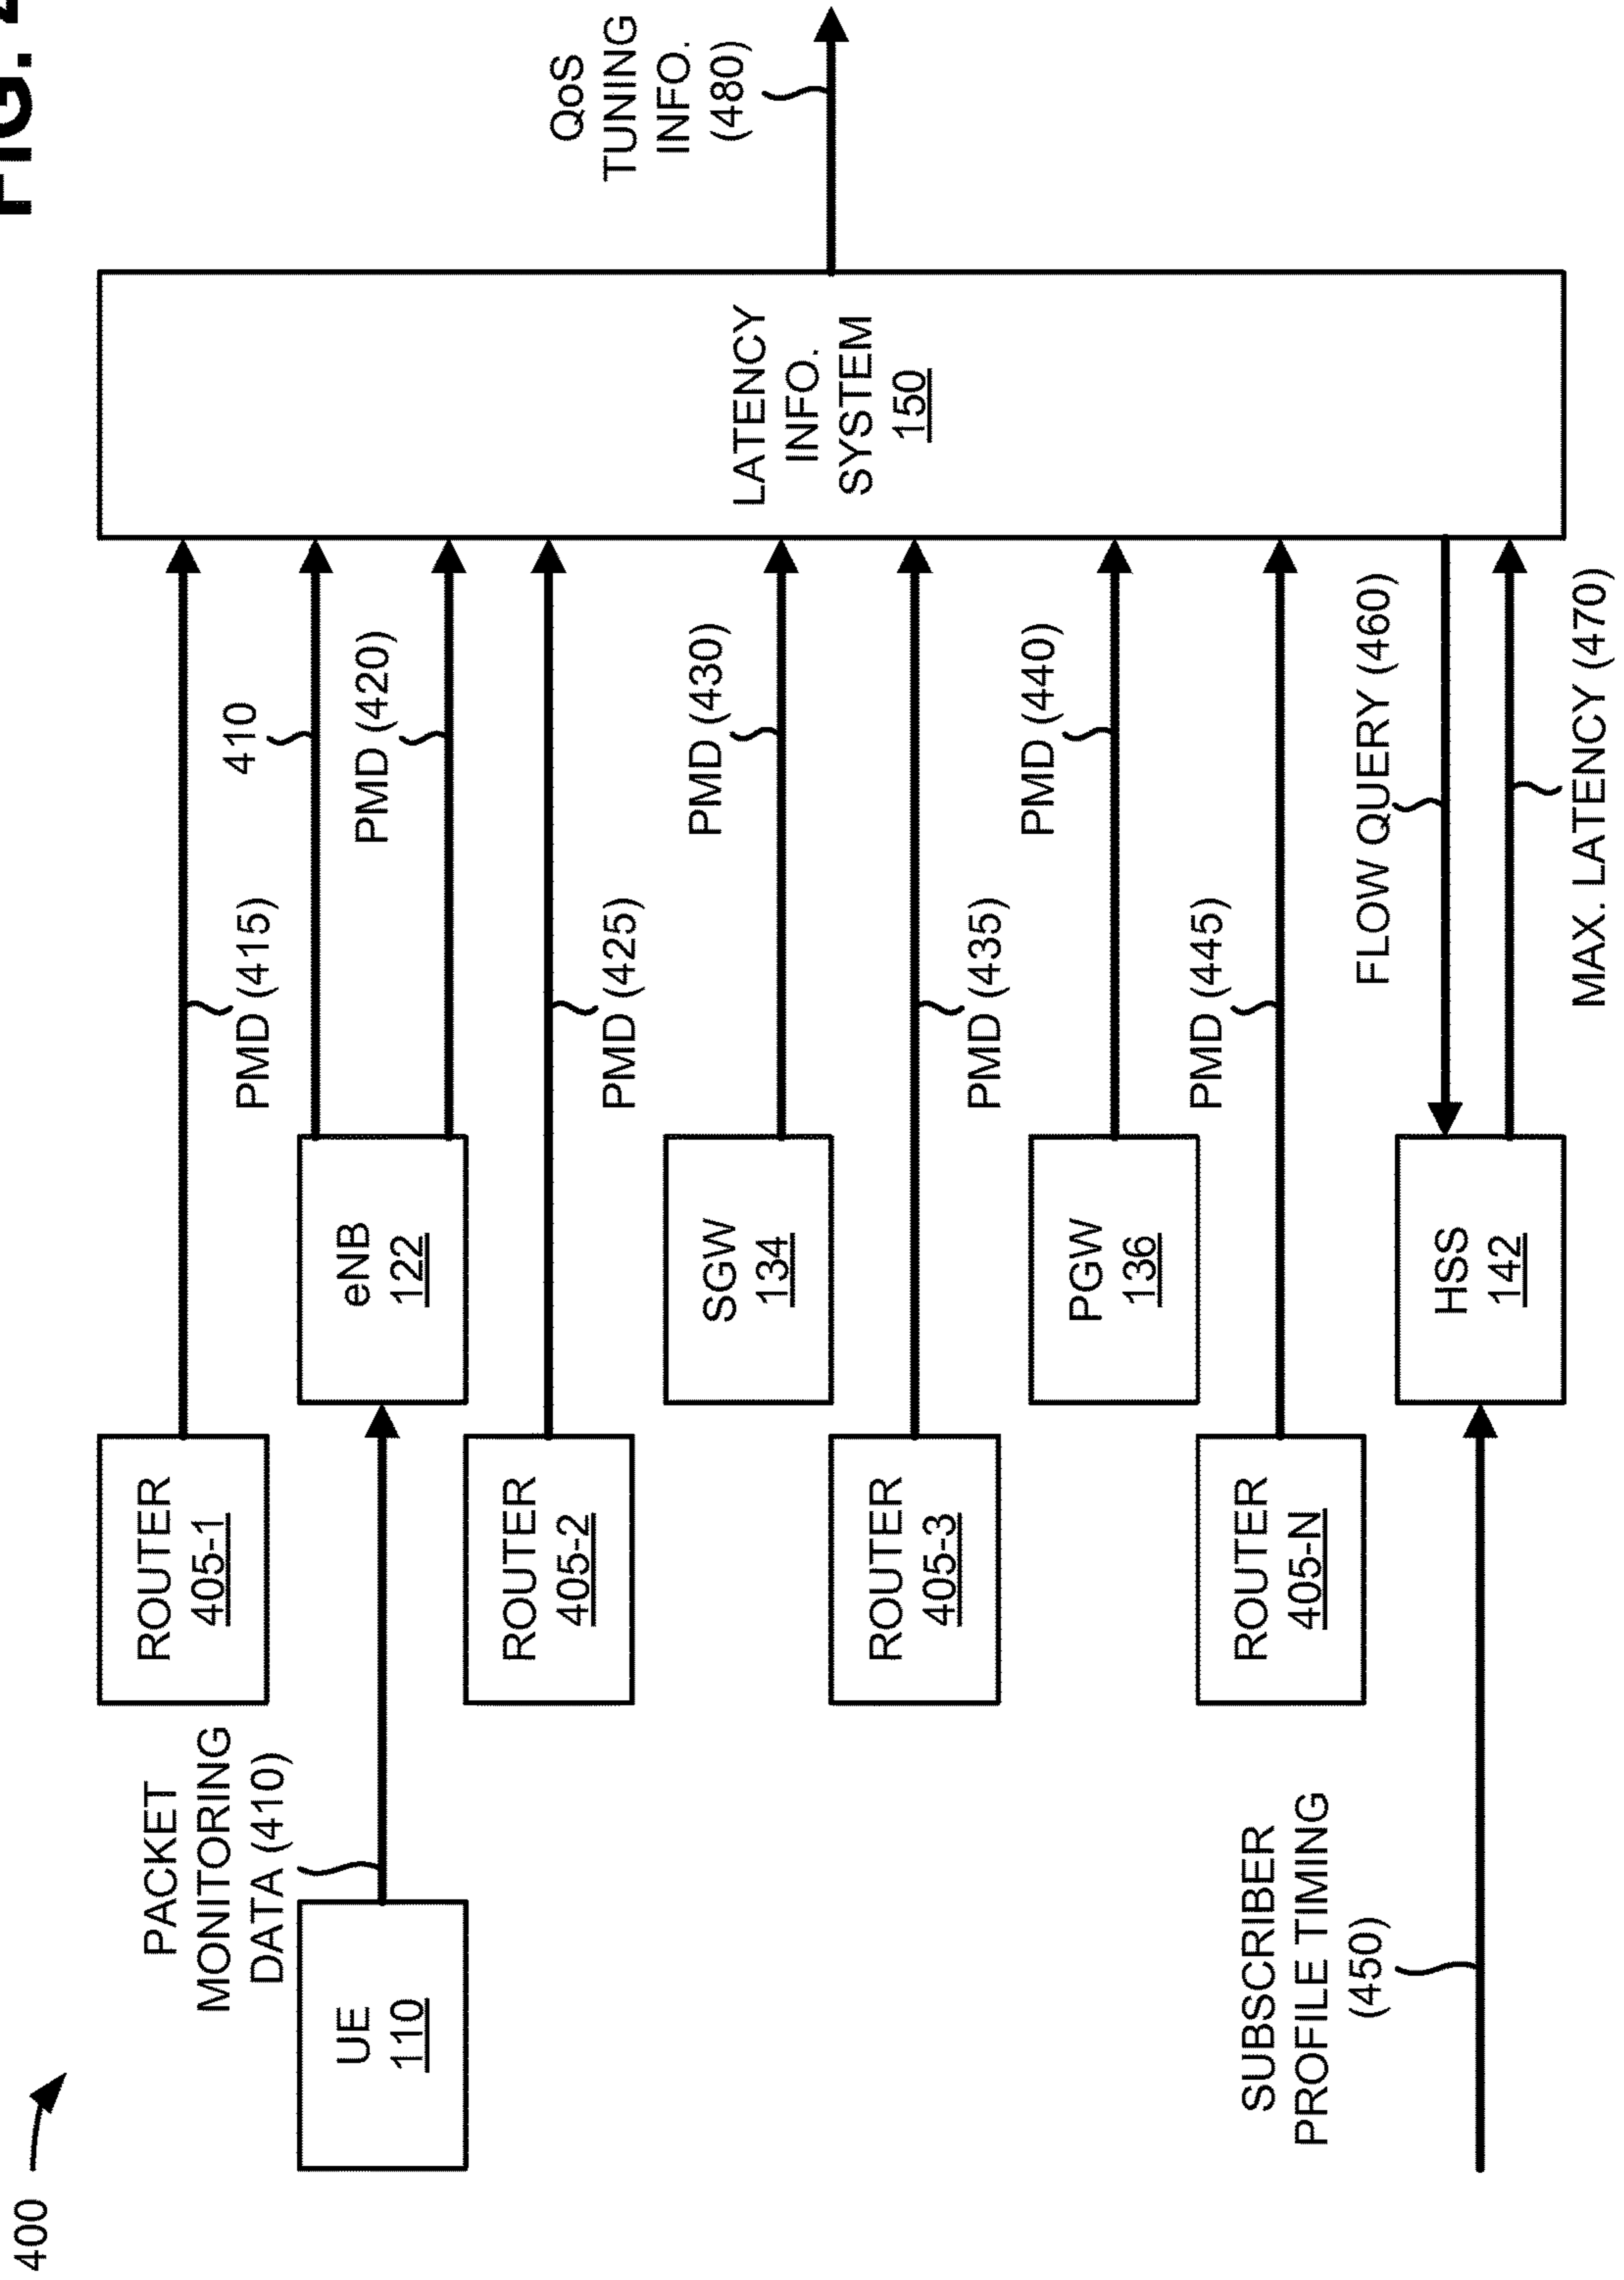 FIG. 4
400
ROUTER
405-1
PMD (415)
PACKET
MONITORING
DATA (410)
UE
110
eNB
122
410
PMD (420)
ROUTER
405-2
PMD (425)
SGW
134
PMD (430)
ROUTER
405-3
PMD (435)
PGW
136
PMD (440)
ROUTER
405-N
PMD (445)
SUBSCRIBER
PROFILE TIMING
(450)
HSS
142
FLOW QUERY (460)
MAX. LATENCY (470)
LATENCY
INFO.
SYSTEM
150
QoS
TUNING
INFO.
(480)